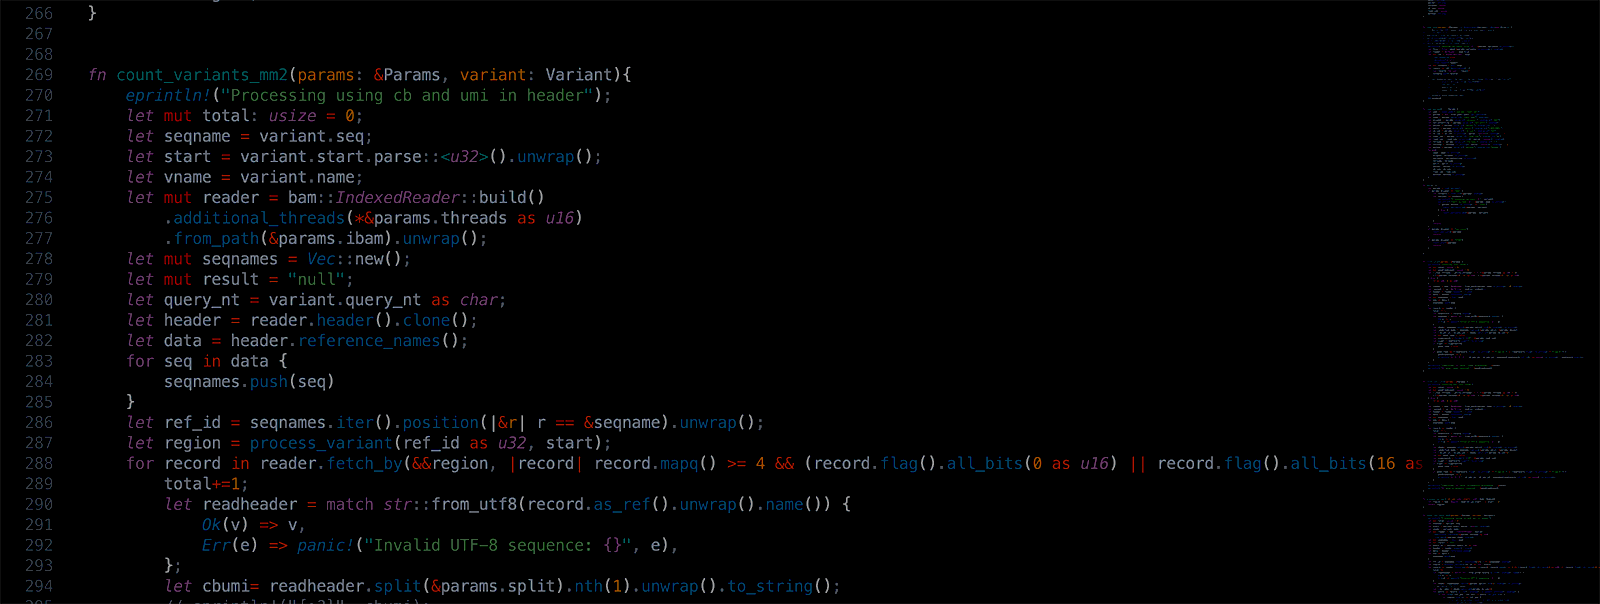 266 }
267
268
269 fn count_variants_mm2(params: &Params, variant: Variant){
270 eprintln!("Processing using cb and umi in header");
271 let mut total: usize = 0;
272 let seqname = variant.seq;
273 let start = variant.start.parse::<u32>().unwrap();
274 let vname = variant.name;
275 let mut reader = bam::IndexedReader::build()
276 .additional_threads(*&params.threads as u16)
277 .from_path(&params.ibam).unwrap();
278 let mut seqnames = Vec::new();
279 let mut result = "null";
280 let query_nt = variant.query_nt as char;
281 let header = reader.header().clone();
282 let data = header.reference_names();
283 for seq in data {
284 seqnames.push(seq)
285 }
286 let ref_id = seqnames.iter().position(|&r| r == &seqname).unwrap();
287 let region = process_variant(ref_id as u32, start);
288 for record in reader.fetch_by(&&region, |record| record.mapq() >= 4 && (record.flag().all_bits(0 as u16) || record.flag().all_bits(16 as
289 total+=1;
290 let readheader = match str::from_utf8(record.as_ref().unwrap().name()) {
291 Ok(v) => v,
292 Err(e) => panic!("Invalid UTF-8 sequence: {}", e),
293 };
294 let cbumi= readheader.split(&params.split).nth(1).unwrap().to_string();